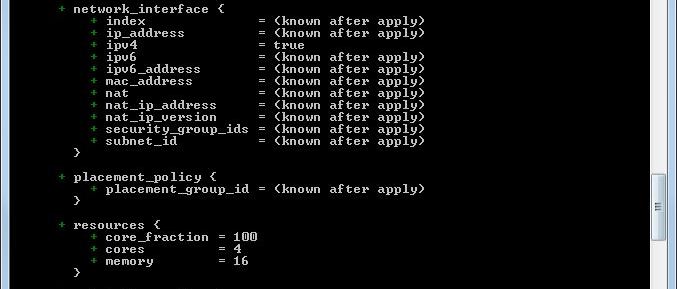 + network_interface {
+ index = (known after apply)
+ ip_address = (known after apply)
+ ipv4 = true
+ ipv6 = (known after apply)
+ ipv6_address = (known after apply)
+ mac_address = (known after apply)
+ nat = (known after apply)
+ nat_ip_address = (known after apply)
+ nat_ip_version = (known after apply)
+ security_group_ids = (known after apply)
+ subnet_id = (known after apply)
}
+ placement_policy {
+ placement_group_id = (known after apply)
}
+ resources {
+ core_fraction = 100
+ cores = 4
+ memory = 16
}